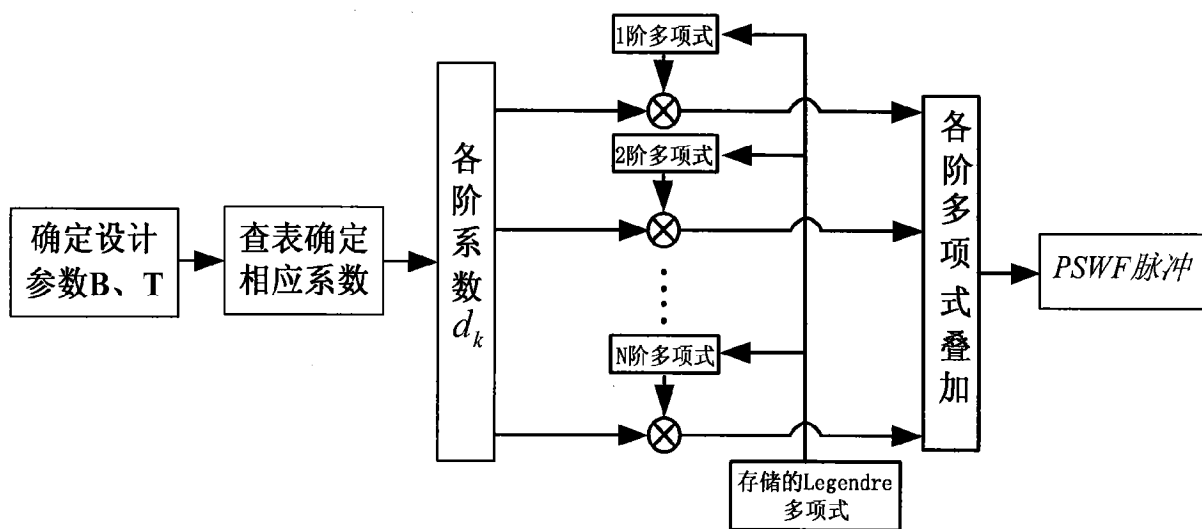 确定设计
参数B、T
查表确定
相应系数
各阶系数
d_k
1阶多项式
2阶多项式
N阶多项式
存储的Legendre
多项式
各阶多项式叠加
PSWF脉冲